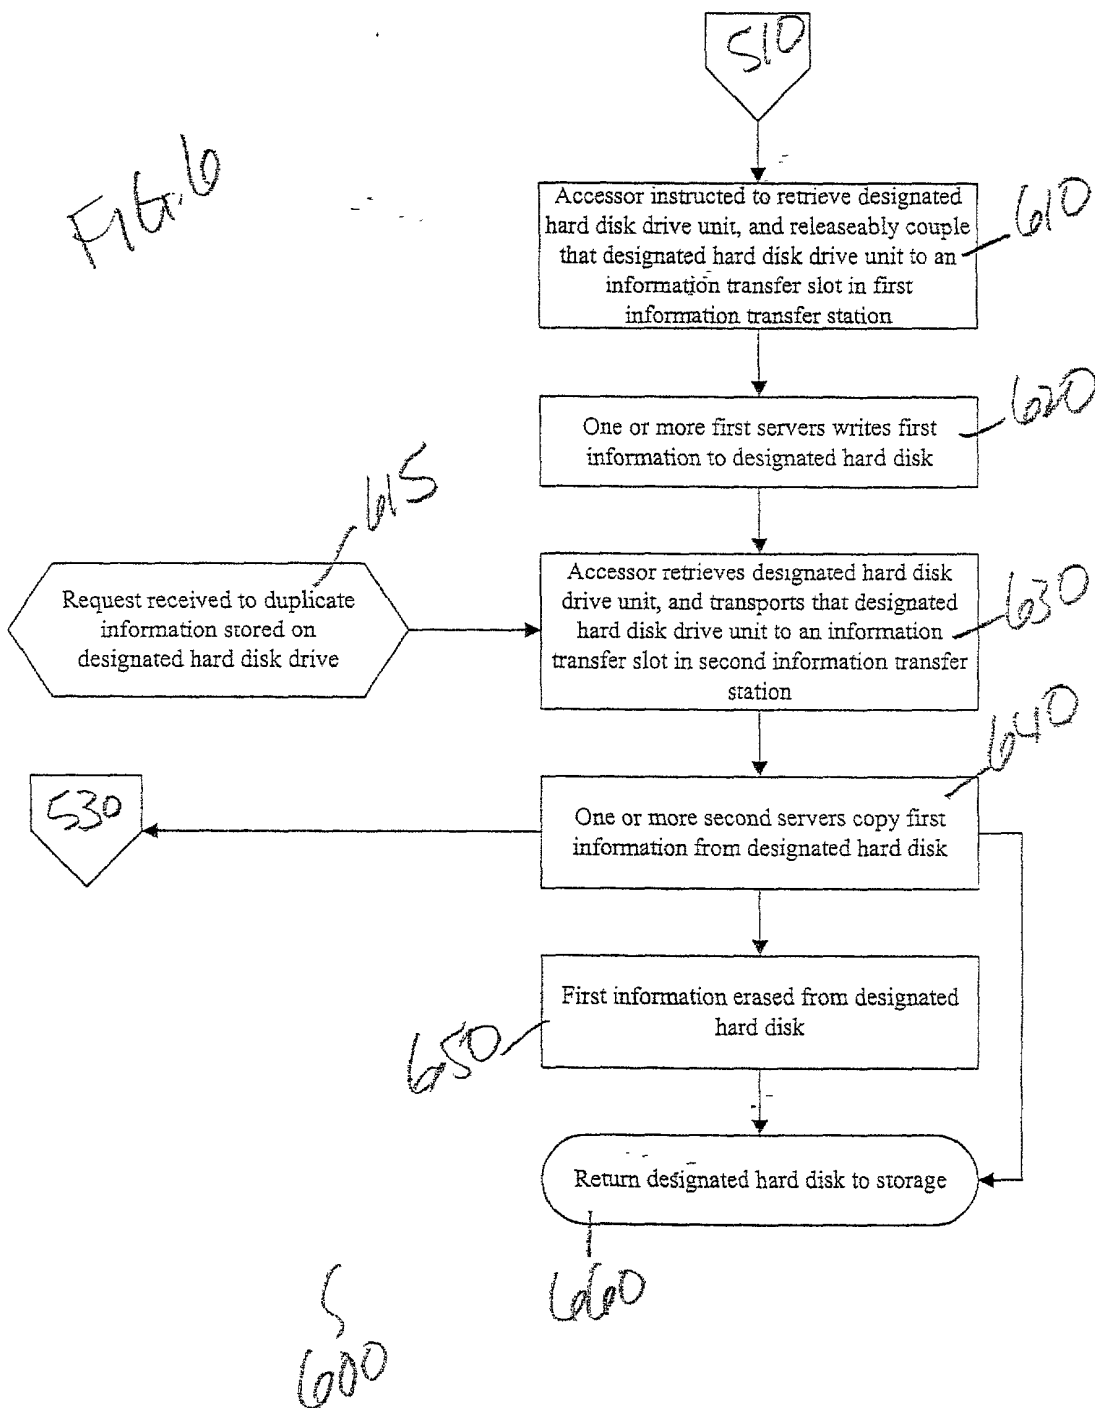 510
FIG. 6
Accessor instructed to retrieve designated
hard disk drive unit, and releaseably couple
that designated hard disk drive unit to an
information transfer slot in first
information transfer station
610
One or more first servers writes first
information to designated hard disk
620
615
Request received to duplicate
information stored on
designated hard disk drive
Accessor retrieves designated hard disk
drive unit, and transports that designated
hard disk drive unit to an information
transfer slot in second information transfer
station
630
640
530
One or more second servers copy first
information from designated hard disk
First information erased from designated
hard disk
650
Return designated hard disk to storage
660
600